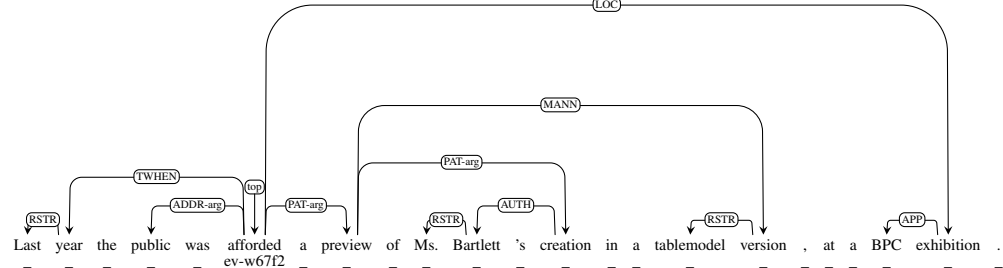 LOC
MANN
PAT-arg
TWHEN top
ADDR-arg PAT-arg AUTH
RSTR RSTR RSTR APP
Last year the public was afforded a preview of Ms. Bartlett 's creation in a tablemodel version , at a BPC exhibition .
_ _ _ _ _ ev-w67f2 _ _ _ _ _ _ _ _ _ _ _ _ _ _ _ _ _